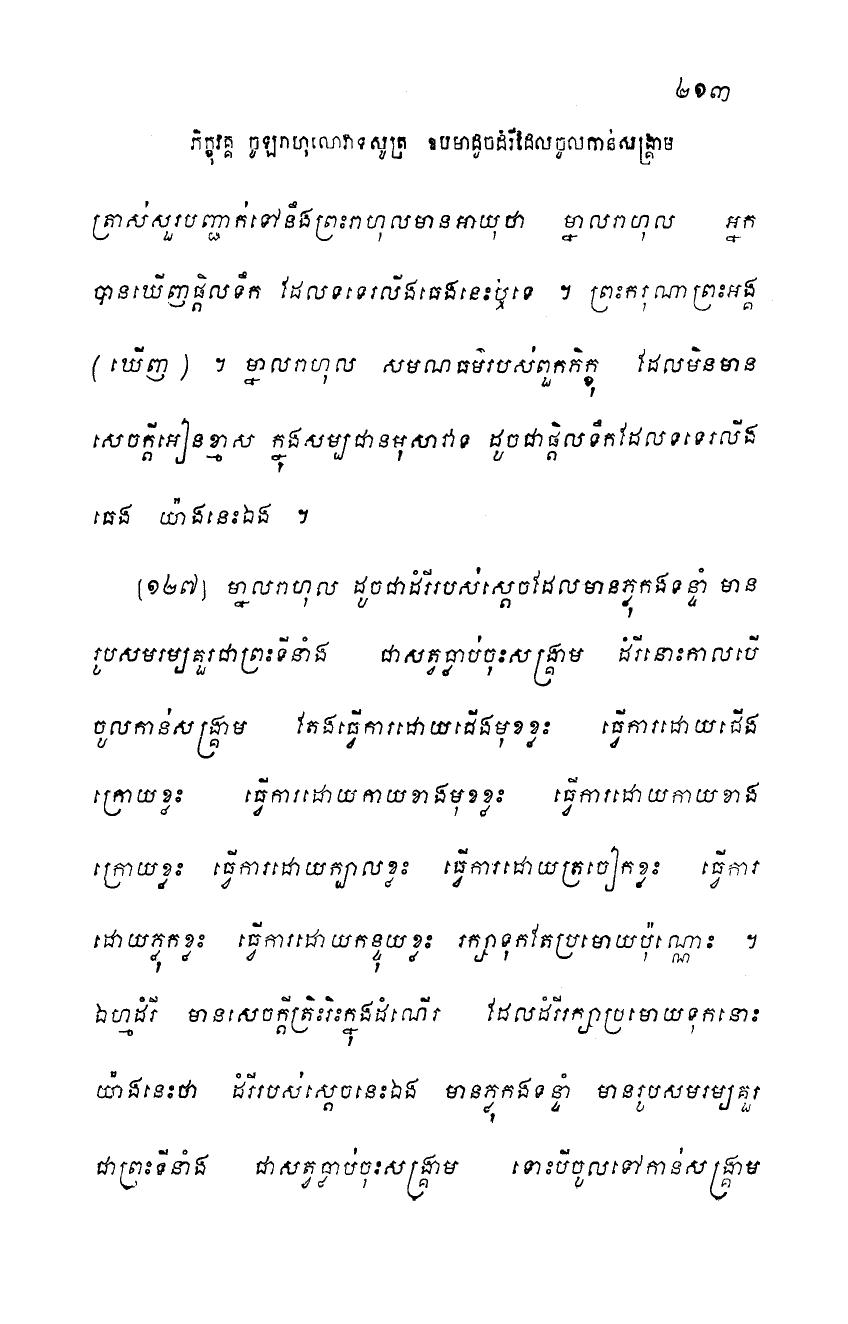 ២១៣
ភិក្ខុវគ្គ ចូឡរាហុលោវាទសូត្រ ឧបមាដូចដំរីដែលចូលកាន់សង្គ្រាម
ត្រាស់សួរបញ្ជាក់ទៅនឹងព្រះរាហុលមានអាយុថា ម្នាលរាហុល អ្នក
បានឃើញផ្តិលទឹក ដែលទទេរលីងធេងនេះឬទេ ។ ព្រះករុណាព្រះអង្គ
(ឃើញ) ។ ម្នាលរាហុល សមណធម៌របស់ពួកភិក្ខុ ដែលមិនមាន
សេចក្តីអៀនខ្មាស ក្នុងសម្បជានមុសាវាទ ដូចជាផ្តិលទឹកដែលទទេរលីង
ធេង យ៉ាងនេះឯង ។
[១២៧] ម្នាលរាហុល ដូចជាដំរីរបស់ស្តេចដែលមានភ្លុកងទន្ទាំ មាន
រូបសមរម្យគួរជាព្រះទីនាំង ជាសត្វធ្លាប់ចុះសង្គ្រាម ដំរីនោះកាលបើ
ចូលកាន់សង្គ្រាម តែងធ្វើការដោយជើងមុខខ្លះ ធ្វើការដោយជើង
ក្រោយខ្លះ ធ្វើការដោយកាយខាងមុខខ្លះ ធ្វើការដោយកាយខាង
ក្រោយខ្លះ ធ្វើការដោយក្បាលខ្លះ ធ្វើការដោយត្រចៀកខ្លះ ធ្វើការ
ដោយភ្លុកខ្លះ ធ្វើការដោយកន្ទុយខ្លះ រក្សាទុកតែប្រមោយប៉ុណ្ណោះ ។
ឯហ្មដំរី មានសេចក្តីត្រិះរិះក្នុងដំណើរ ដែលដំរីរក្សាប្រមោយទុកនោះ
យ៉ាងនេះថា ដំរីរបស់ស្តេចនេះឯង មានភ្លុកងទន្ទាំ មានរូបសមរម្យគួរ
ជាព្រះទីនាំង ជាសត្វធ្លាប់ចុះសង្គ្រាម ទោះបីចូលទៅកាន់សង្គ្រាម